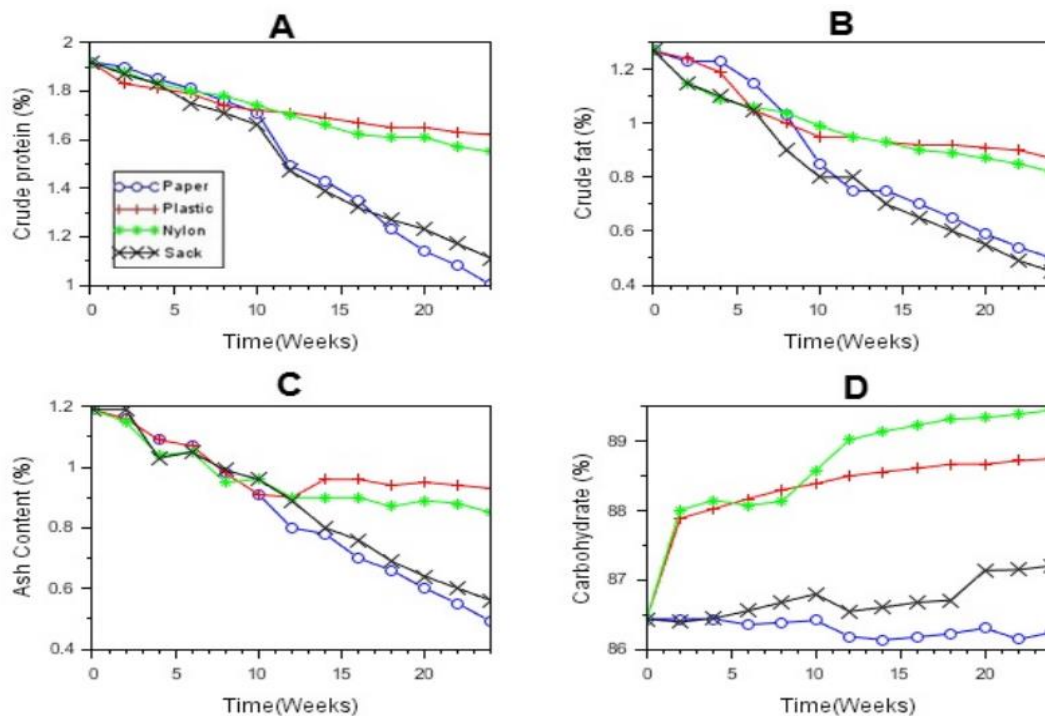 A
Crude protein (%)
2
1.8
1.6
1.4
1.2
1
Paper
Plastic
Nylon
Sack
0 5 10 15 20
Time(Weeks)
B
Crude fat (%)
1.2
1
0.8
0.6
0.4
0 5 10 15 20
Time(Weeks)
C
Ash Content (%)
1.2
1
0.8
0.6
0.4
0 5 10 15 20
Time(Weeks)
D
Carbohydrate (%)
89
88
87
86
0 5 10 15 20
Time(Weeks)